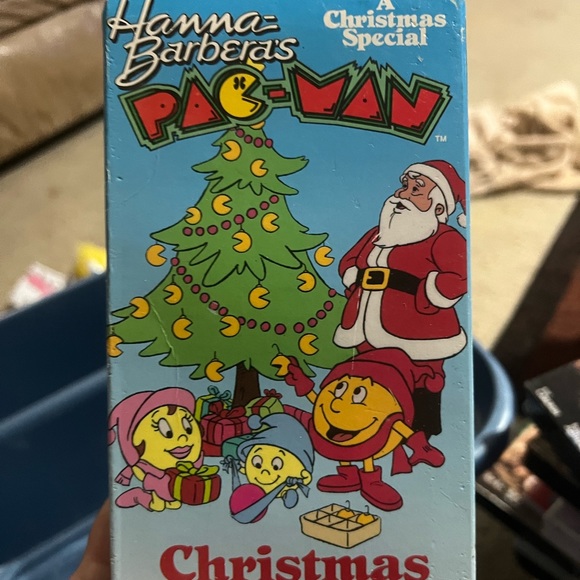 Hanna-
Barbera's
A
Christmas
Special
PAC-MAN
TM
Christmas